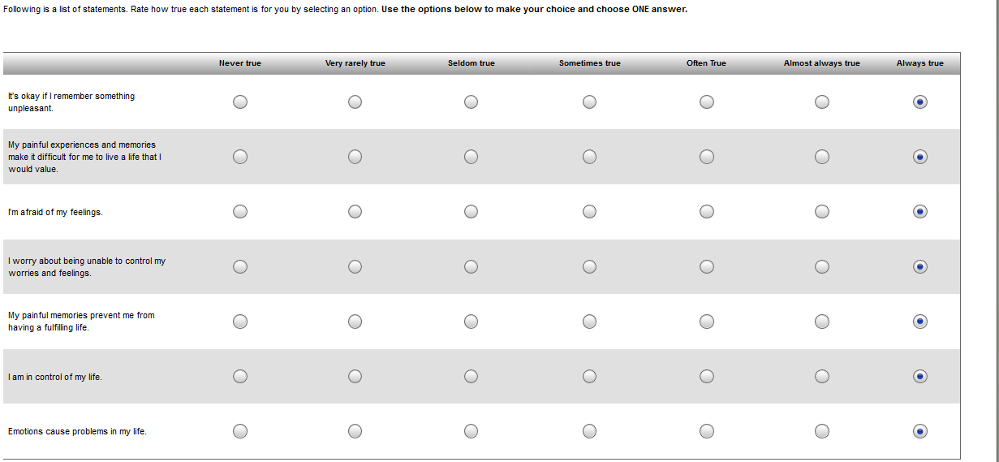 Following is a list of statements. Rate how true each statement is for you by selecting an option. Use the options below to make your choice and choose ONE answer.
Never true Very rarely true Seldom true Sometimes true Often True Almost always true Always true
It's okay if I remember something
unpleasant.
My painful experiences and memories
make it difficult for me to live a life that I
would value.
I'm afraid of my feelings.
I worry about being unable to control my
worries and feelings.
My painful memories prevent me from
having a fulfilling life.
I am in control of my life.
Emotions cause problems in my life.